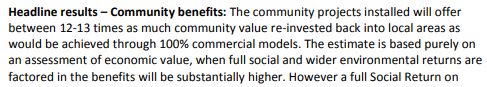 Headline results – Community benefits: The community projects installed will offer
between 12-13 times as much community value re-invested back into local areas as
would be achieved through 100% commercial models. The estimate is based purely on
an assessment of economic value, when full social and wider environmental returns are
factored in the benefits will be substantially higher. However a full Social Return on